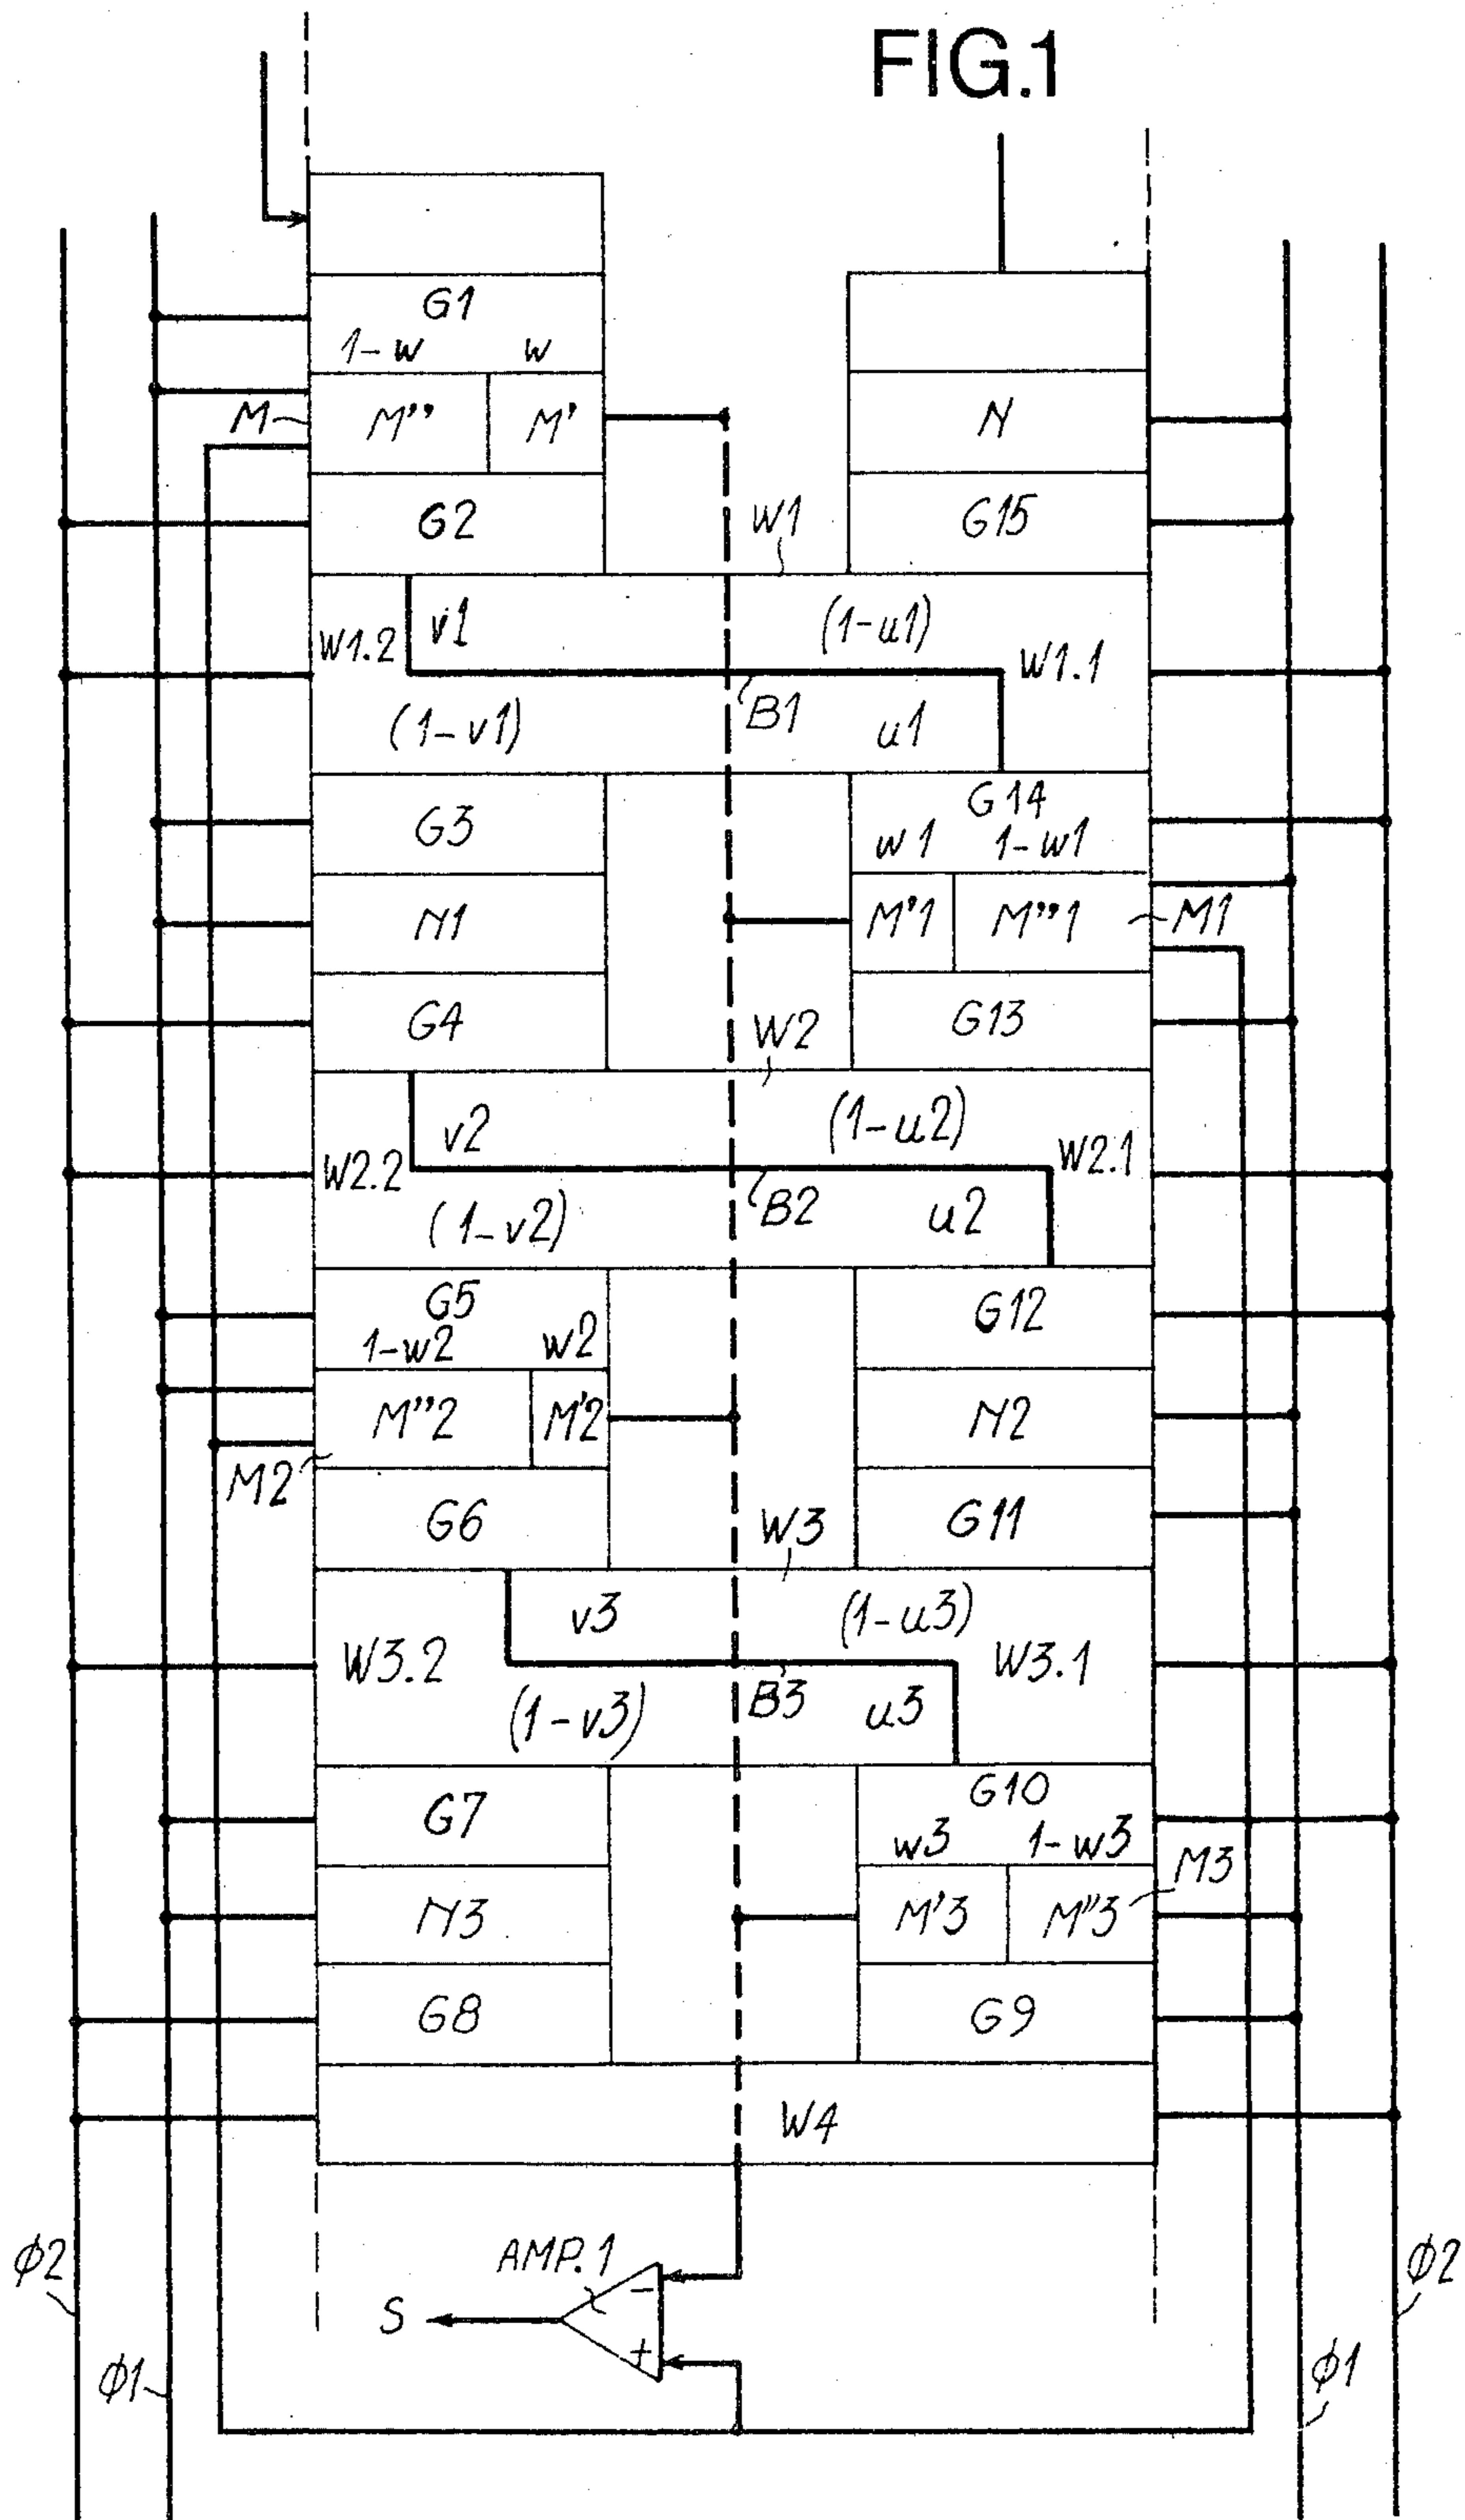 FIG.1
G1
1-w w
M M'' M' N
G2 W1 G15
v1 (1-u1)
W1.2 W1.1
(1-v1) B1 u1
G3 G14
w1 1-w1
N1 M'1 M''1 M1
G4 W2 G13
v2 (1-u2)
W2.2 W2.1
(1-v2) B2 u2
G5 G12
1-w2 w2
M''2 M'2 N2
M2
G6 W3 G11
v3 (1-u3)
W3.2 W3.1
(1-v3) B3 u3
G7 G10
w3 1-w3
M3
N3 M'3 M''3
G8 G9
W4
AMP.1
ϕ2 - ϕ2
S
+
ϕ1 ϕ1